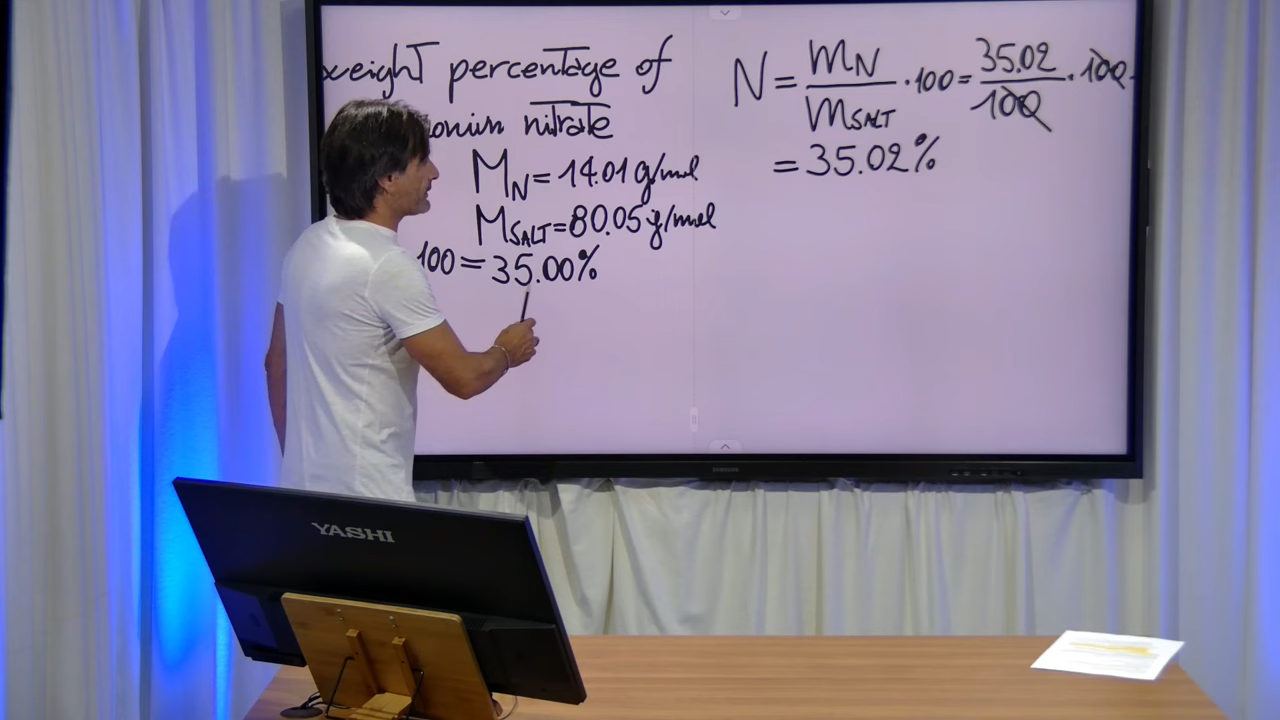 weight percentage of
nitrate
M_N = 14.01 g/mol
M_SALT = 80.05 g/mol
100 = 35.00%
N = m_N / m_SALT · 100 = 35.02 / 100 · 100
= 35.02%
SAMSUNG
YASHI